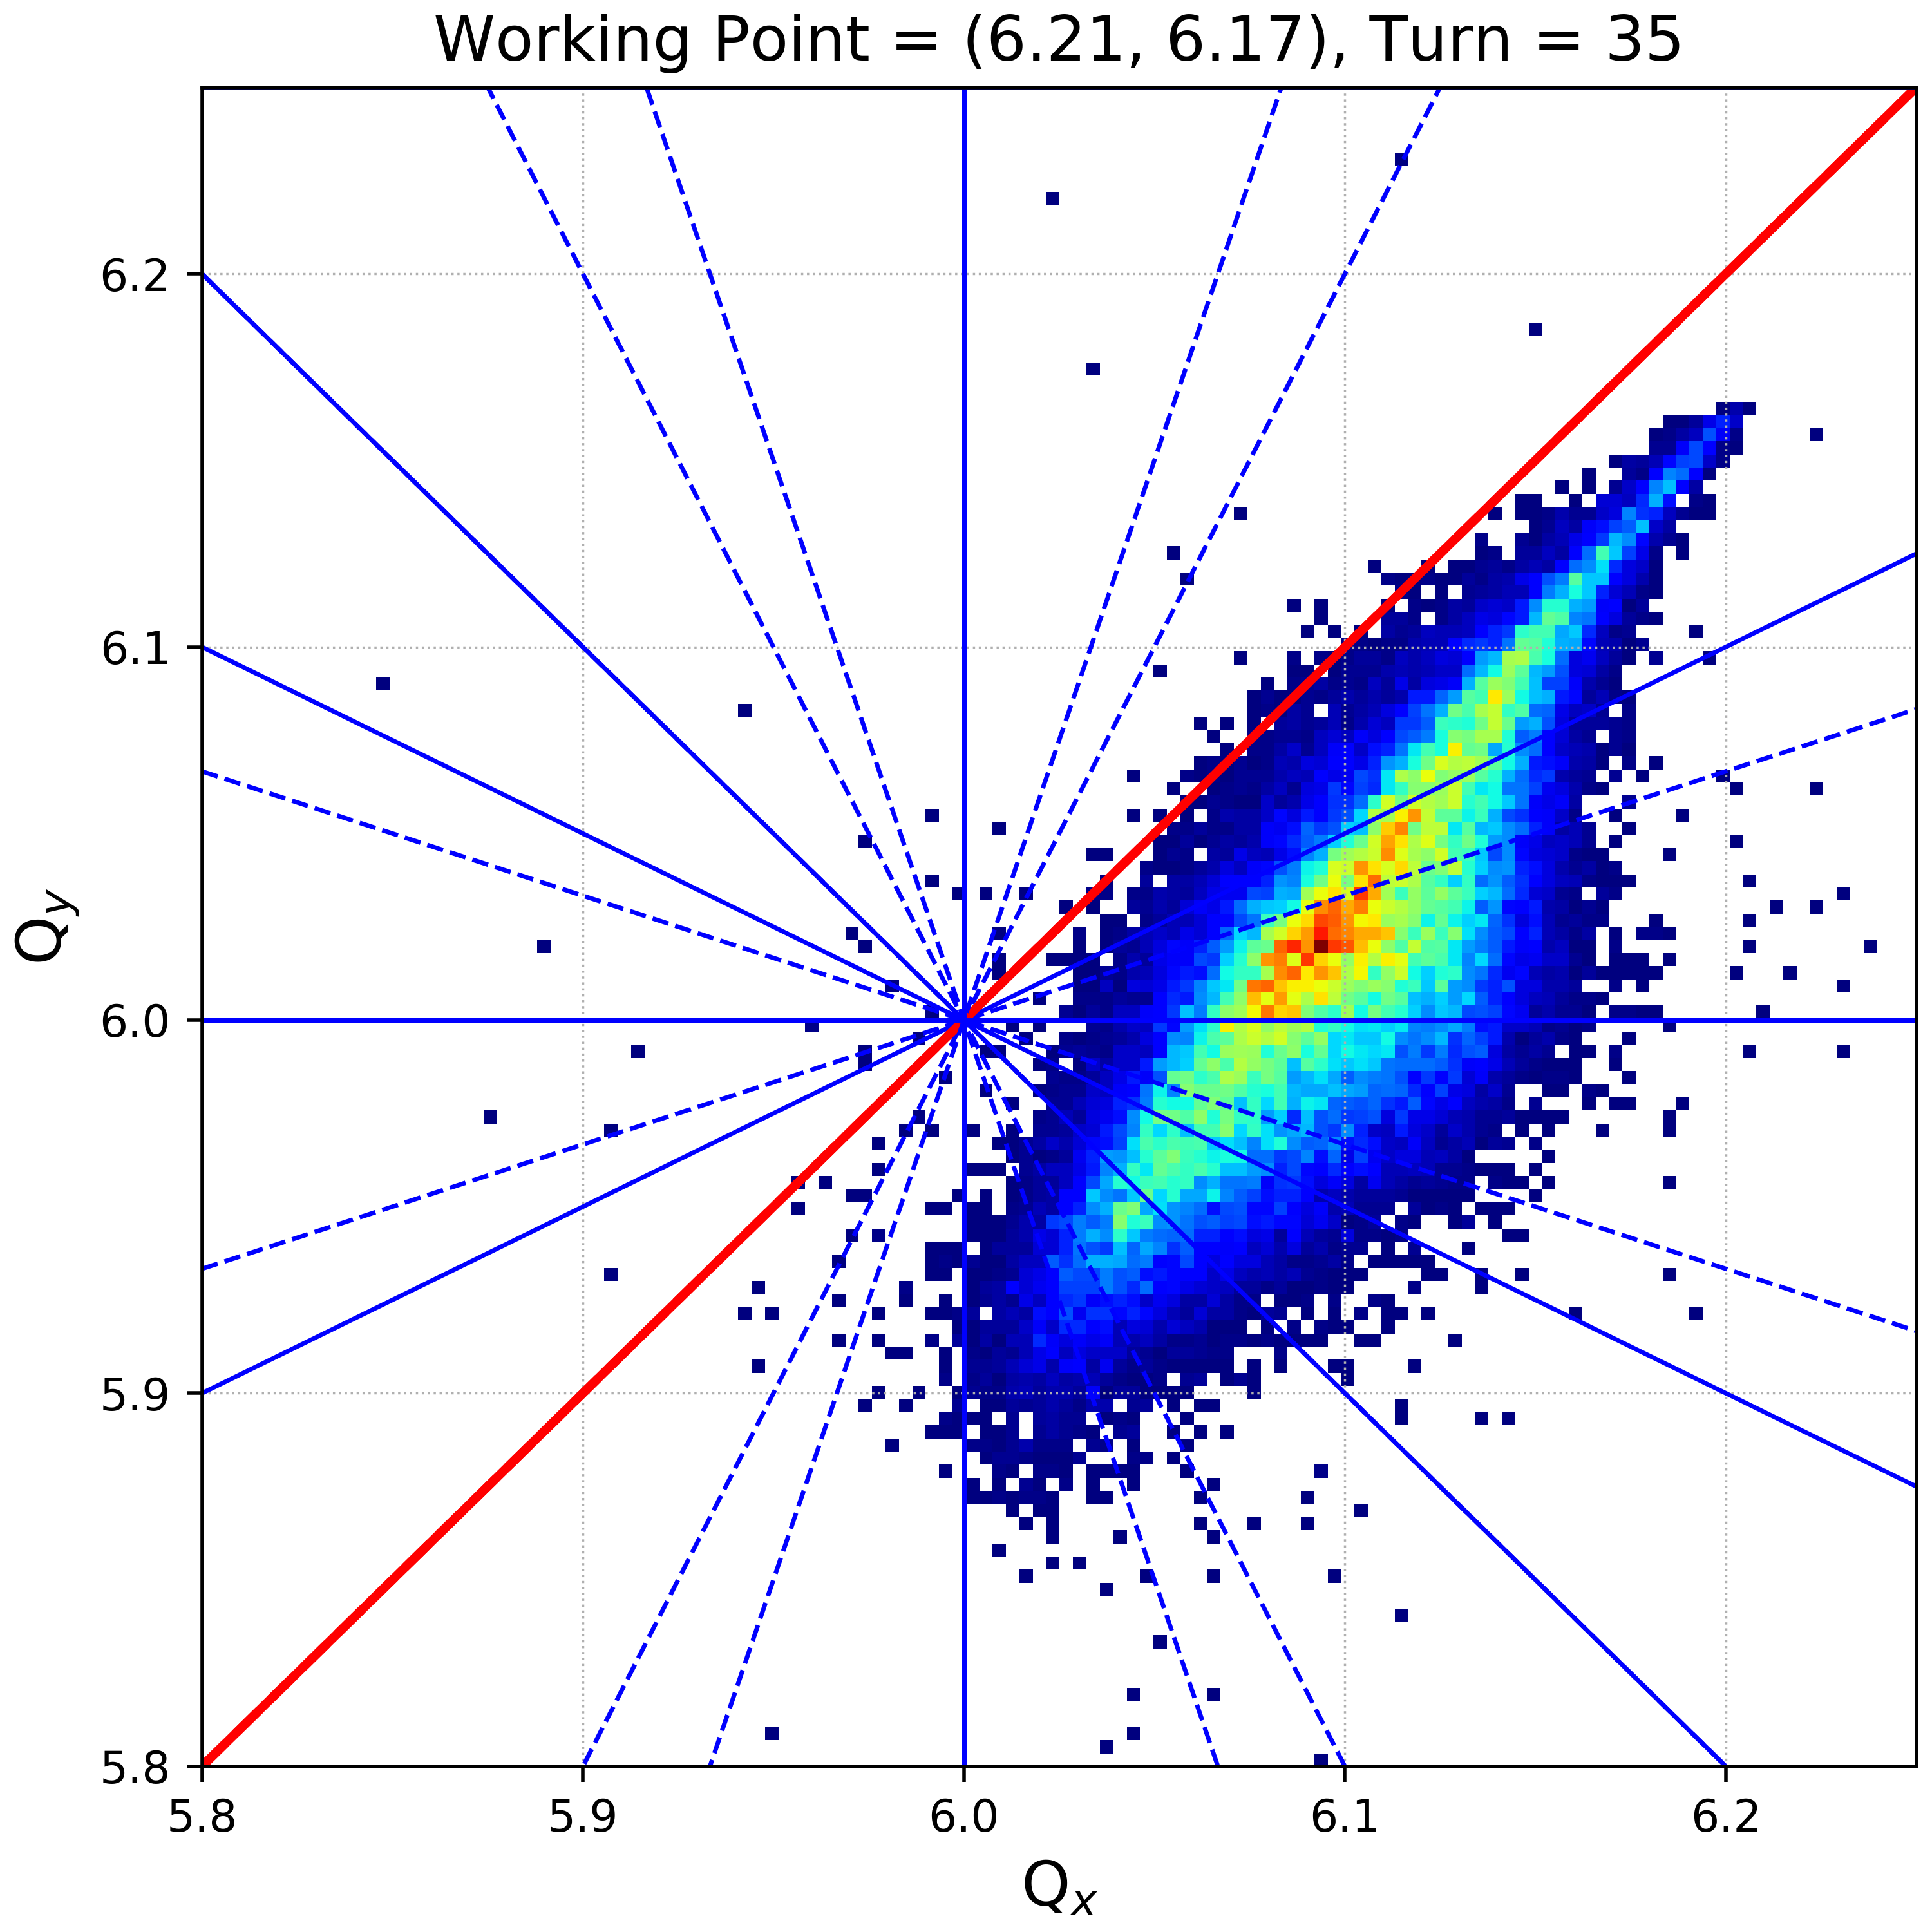 Working Point = (6.21, 6.17), Turn = 35
6.2
6.1
6.0
5.9
5.8
Qy
5.8 5.9 6.0 6.1 6.2
Qx